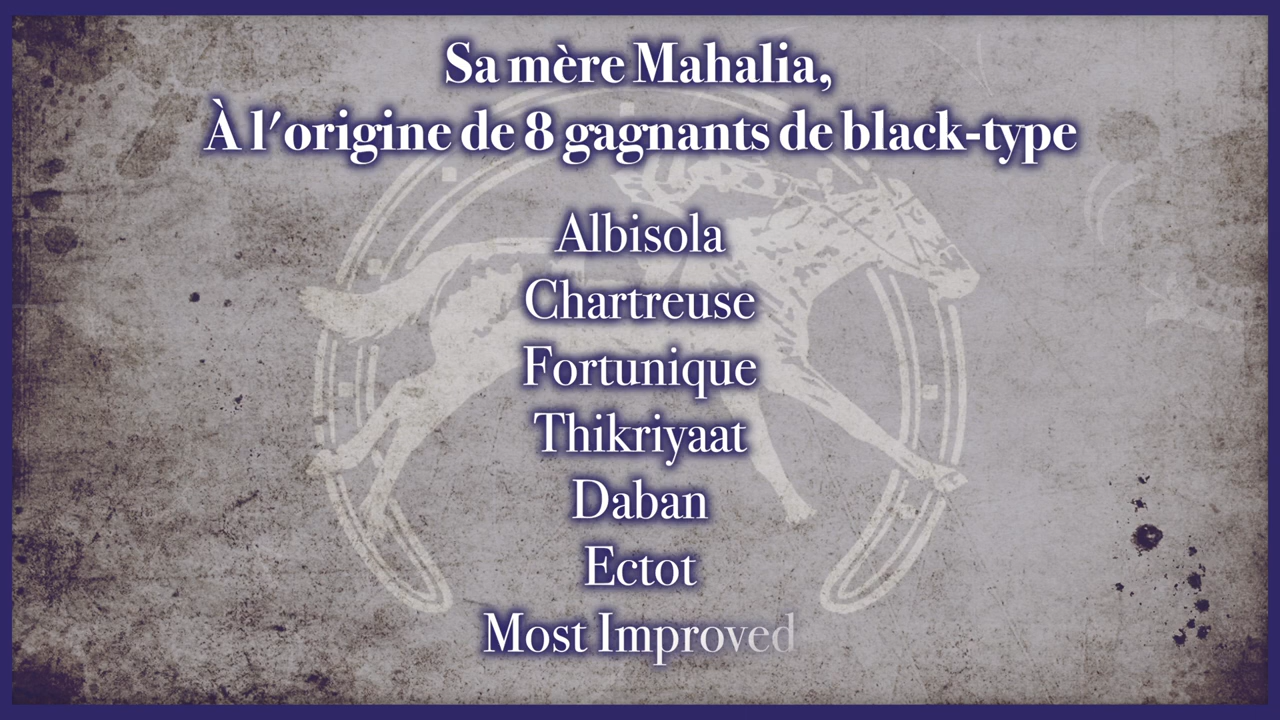 Sa mère Mahalia,
À l'origine de 8 gagnants de black-type
Albisola
Chartreuse
Fortunique
Thikriyaat
Daban
Ectot
Most Improved